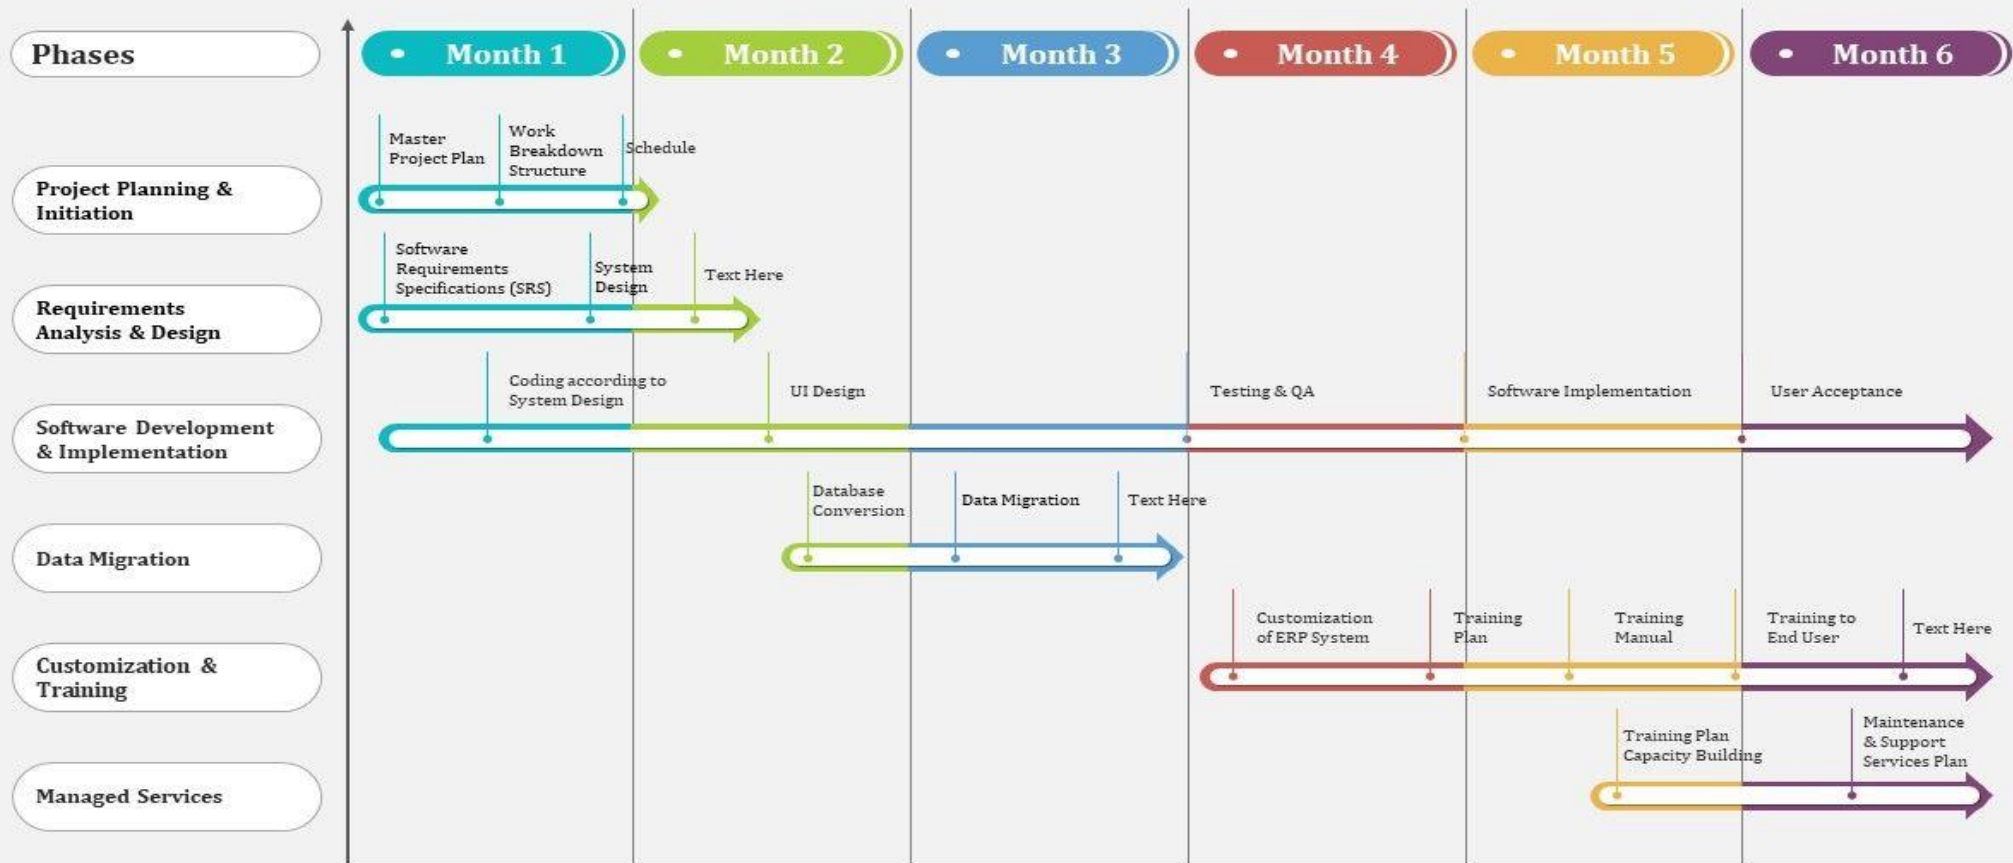 Phases
Month 1
Month 2
Month 3
Month 4
Month 5
Month 6
Project Planning &
Initiation
Master
Project Plan
Work
Breakdown
Structure
Schedule
Requirements
Analysis & Design
Software
Requirements
Specifications (SRS)
System
Design
Text Here
Software Development
& Implementation
Coding according to
System Design
UI Design
Testing & QA
Software Implementation
User Acceptance
Data Migration
Database
Conversion
Data Migration
Text Here
Customization &
Training
Customization
of ERP System
Training
Plan
Training
Manual
Training to
End User
Text Here
Managed Services
Training Plan
Capacity Building
Maintenance
& Support
Services Plan